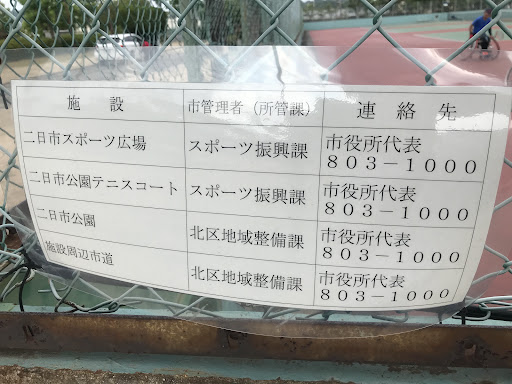 施設 市管理者（所管課） 連絡先
二日市スポーツ広場 スポーツ振興課 市役所代表 803－1000
二日市公園テニスコート スポーツ振興課 市役所代表 803－1000
二日市公園 北区地域整備課 市役所代表 803－1000
施設周辺市道 北区地域整備課 市役所代表 803－1000